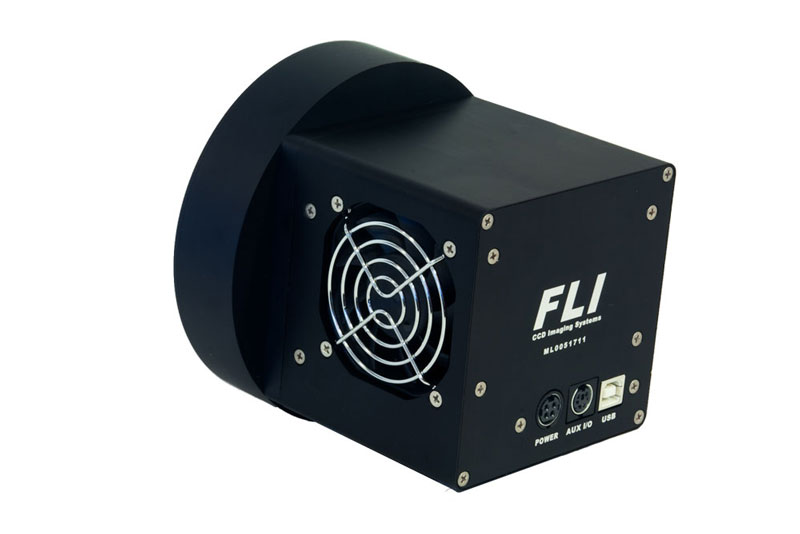 FLI
CCD Imaging Systems
ML0051711
POWER
AUX I/O
USB